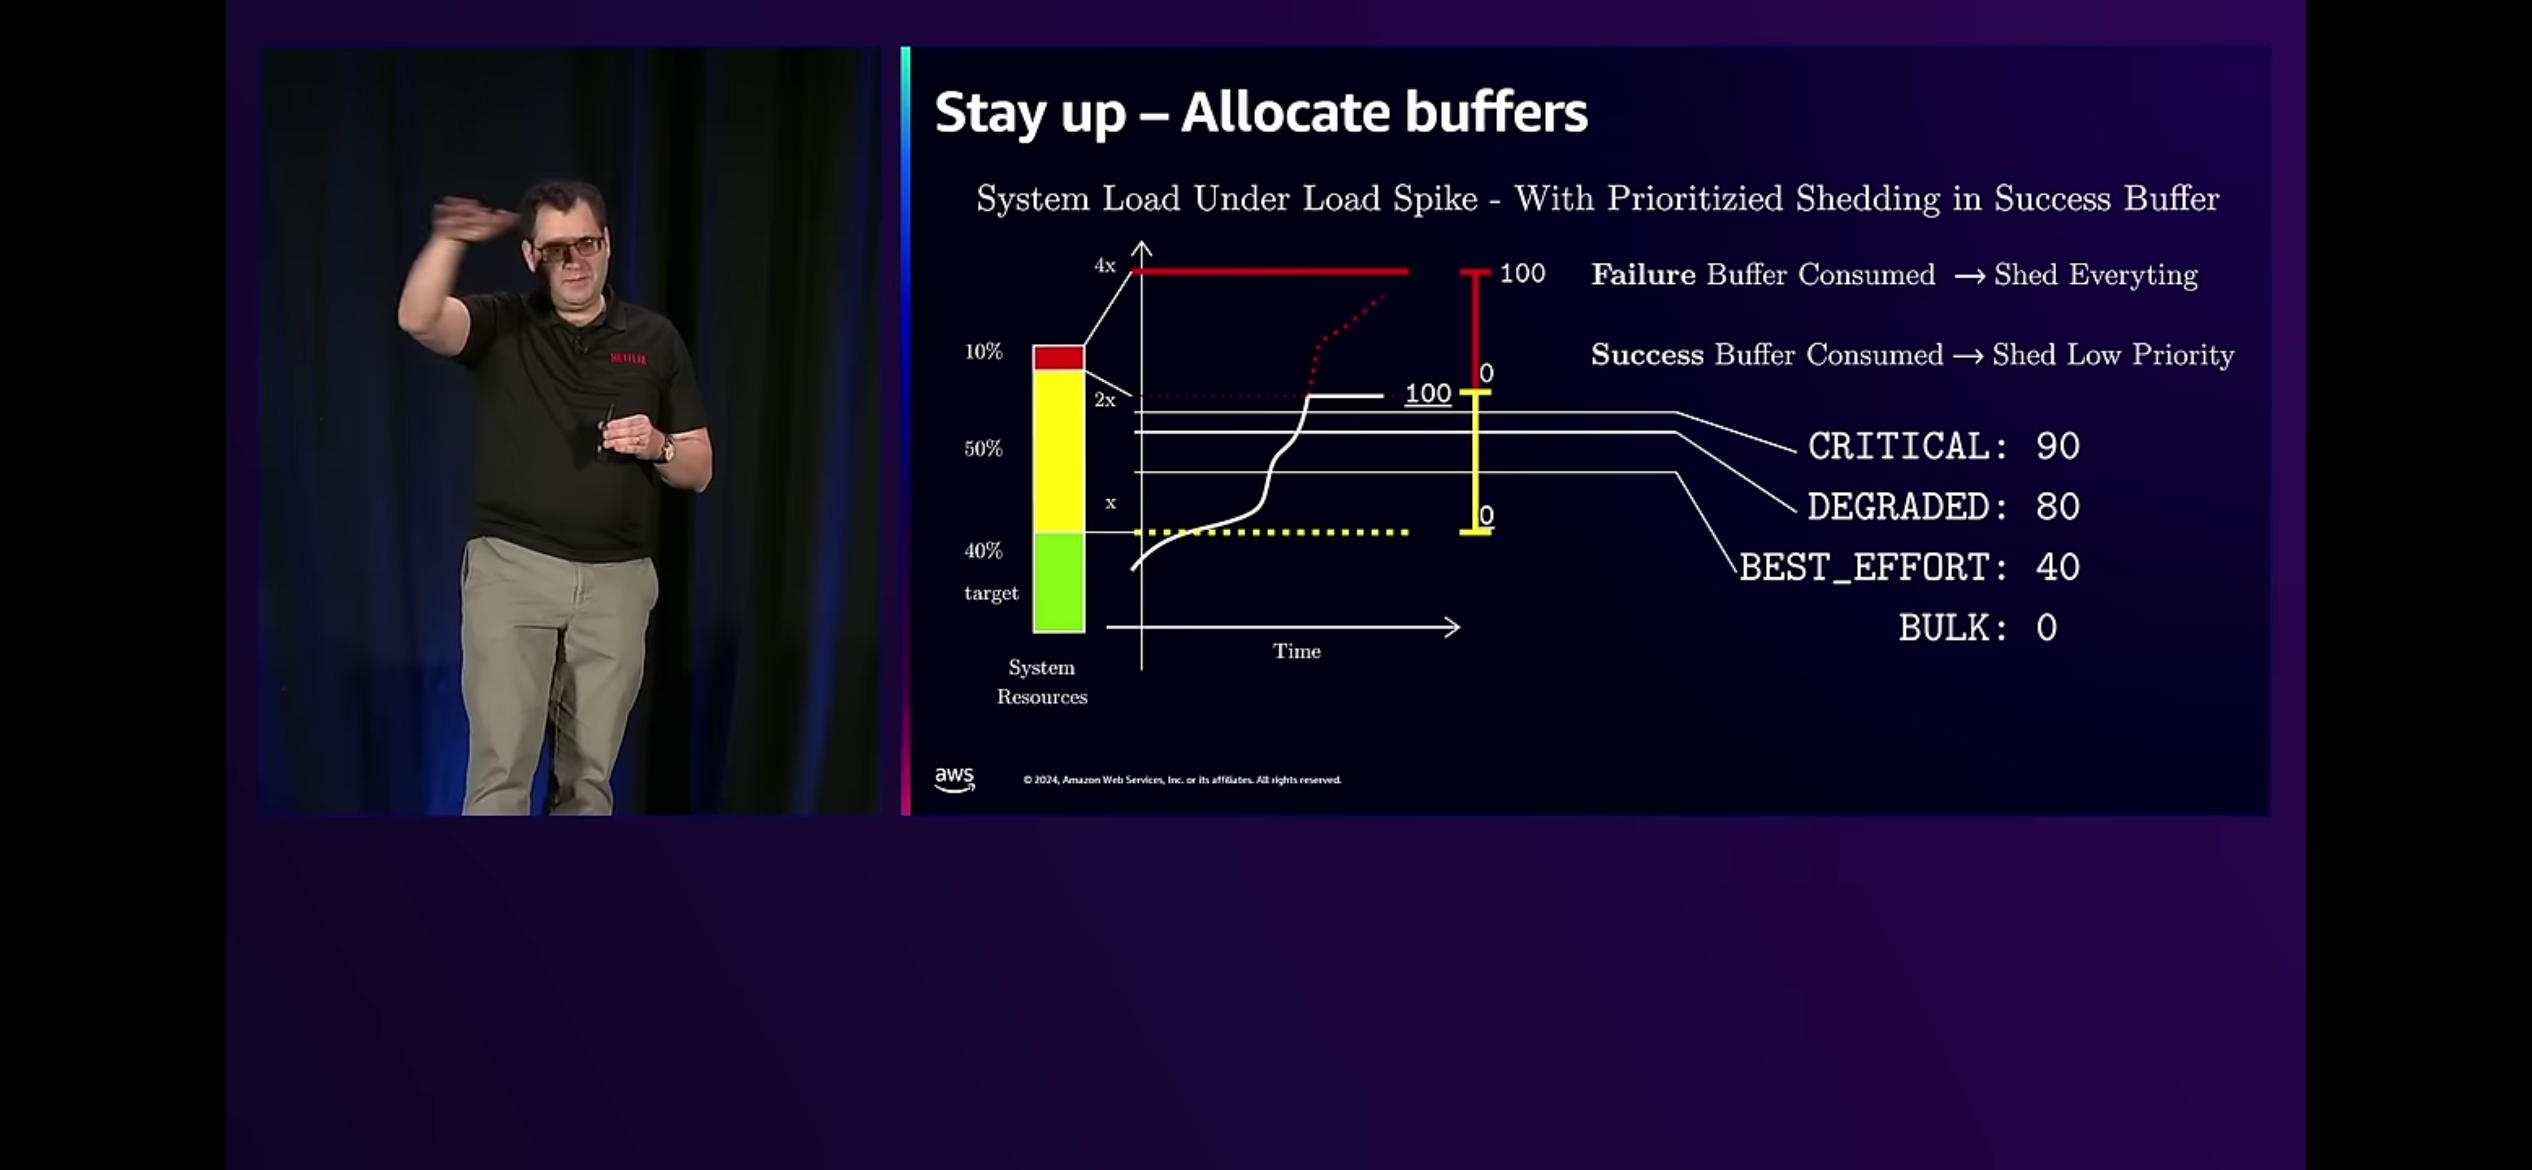 Stay up – Allocate buffers
System Load Under Load Spike - With Prioritizied Shedding in Success Buffer
4x
100
Failure Buffer Consumed → Shed Everyting
10%
Success Buffer Consumed → Shed Low Priority
0
2x
100
50%
CRITICAL: 90
x
DEGRADED: 80
0
40%
BEST_EFFORT: 40
target
BULK: 0
Time
System
Resources
aws
© 2024, Amazon Web Services, Inc. or its affiliates. All rights reserved.
NETFLIX